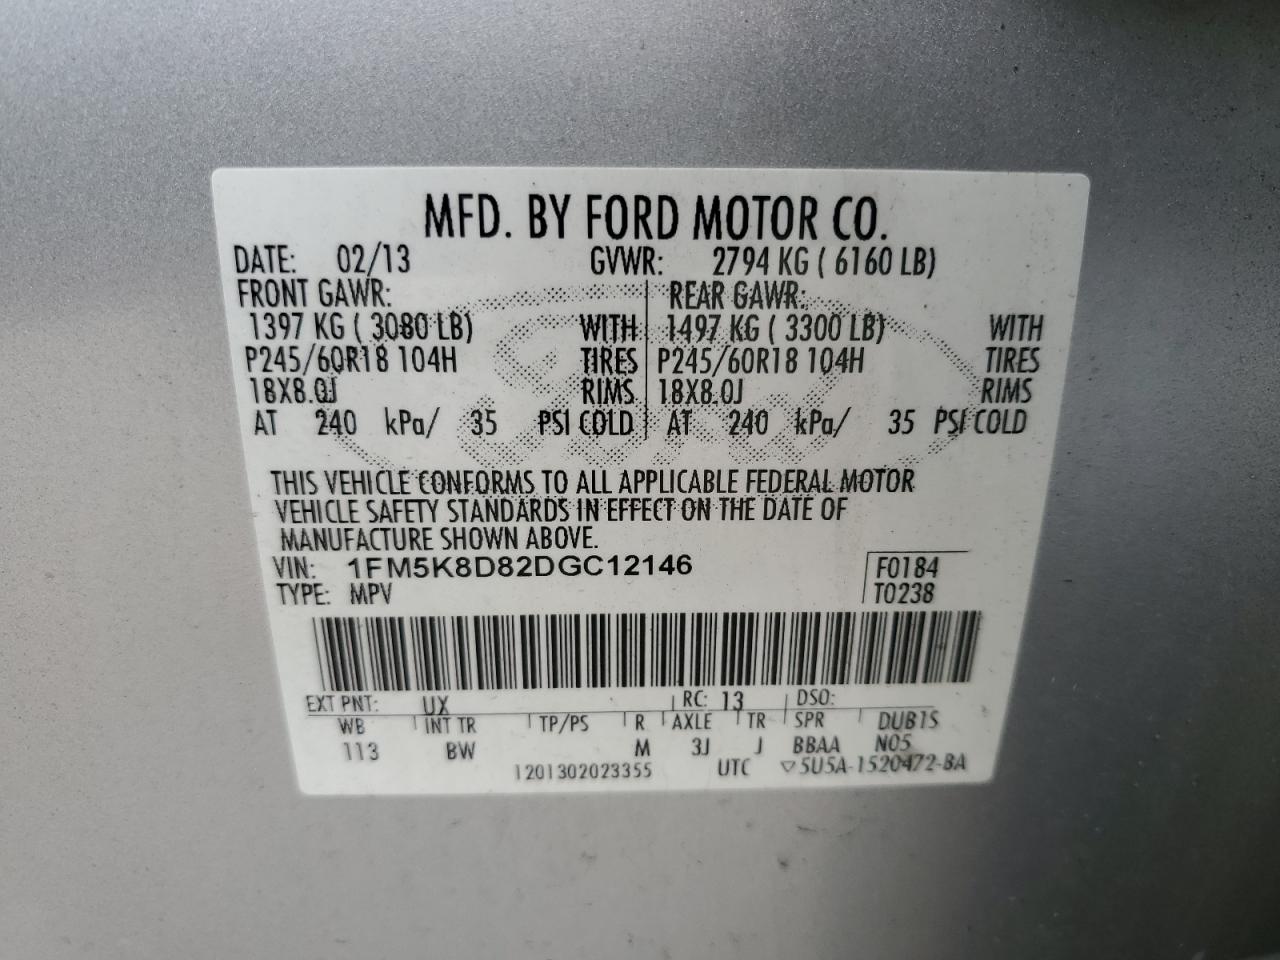 MFD. BY FORD MOTOR CO.
DATE: 02/13 GVWR: 2794 KG ( 6160 LB)
FRONT GAWR: REAR GAWR:
1397 KG ( 3080 LB) WITH 1497 KG ( 3300 LB) WITH
P245/60R18 104H TIRES P245/60R18 104H TIRES
18X8.0J RIMS 18X8.0J RIMS
AT 240 kPa/ 35 PSI COLD AT 240 kPa/ 35 PSI COLD
THIS VEHICLE CONFORMS TO ALL APPLICABLE FEDERAL MOTOR
VEHICLE SAFETY STANDARDS IN EFFECT ON THE DATE OF
MANUFACTURE SHOWN ABOVE.
VIN: 1FM5K8D82DGC12146 F0184
TYPE: MPV T0238
EXT PNT: UX RC: 13 DSO:
WB INT TR TP/PS R AXLE TR SPR DUB1S
113 BW M 3J J BBAA N05
1201302023355 UTC ▽5U5A-1520472-BA